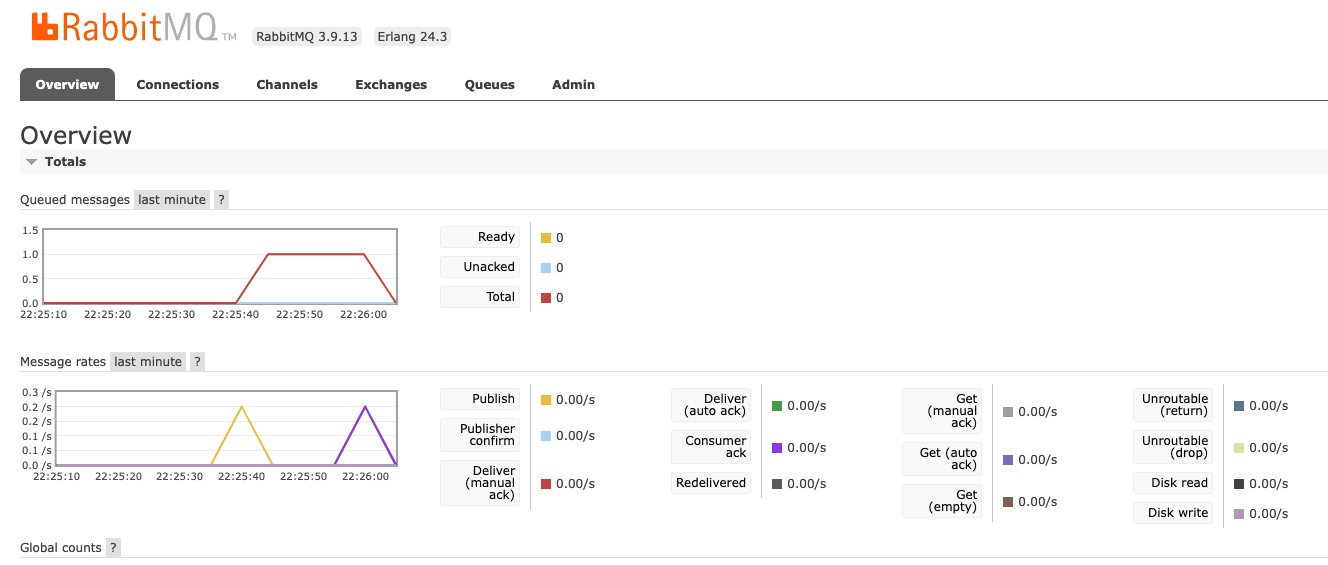 RabbitMQ TM RabbitMQ 3.9.13 Erlang 24.3
Overview Connections Channels Exchanges Queues Admin
Overview
Totals
Queued messages last minute ?
1.5
1.0
0.5
0.0
22:25:10 22:25:20 22:25:30 22:25:40 22:25:50 22:26:00
Ready 0
Unacked 0
Total 0
Message rates last minute ?
0.3 /s
0.2 /s
0.2 /s
0.1 /s
0.1 /s
0.0 /s
22:25:10 22:25:20 22:25:30 22:25:40 22:25:50 22:26:00
Publish 0.00/s
Publisher
confirm 0.00/s
Deliver
(manual
ack) 0.00/s
Deliver
(auto ack) 0.00/s
Consumer
ack 0.00/s
Redelivered 0.00/s
Get
(manual
ack) 0.00/s
Get (auto
ack) 0.00/s
Get
(empty) 0.00/s
Unroutable
(return) 0.00/s
Unroutable
(drop) 0.00/s
Disk read 0.00/s
Disk write 0.00/s
Global counts ?